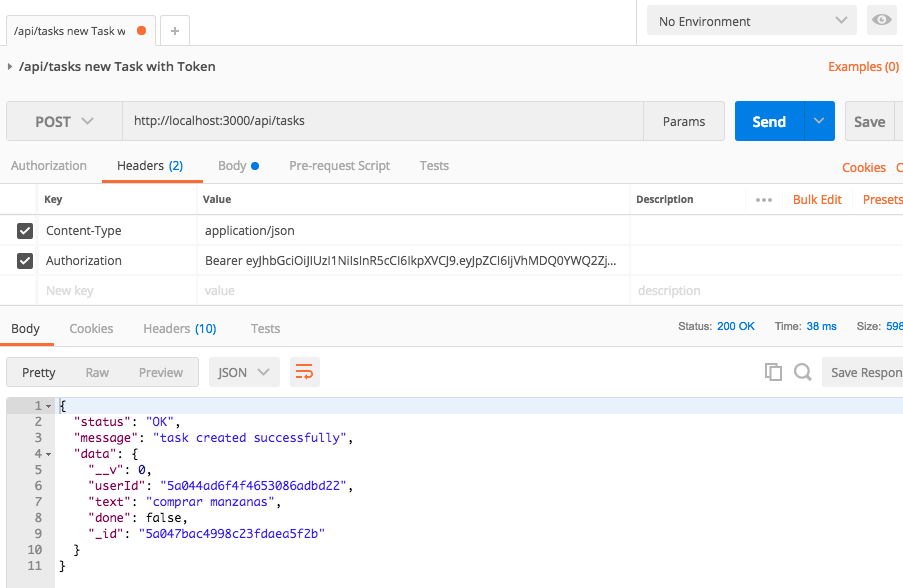 /api/tasks new Task w
+
No Environment
/api/tasks new Task with Token
Examples (0)
POST http://localhost:3000/api/tasks Params Send Save
Authorization Headers (2) Body Pre-request Script Tests Cookies C
Key Value Description ••• Bulk Edit Presets
Content-Type application/json
Authorization Bearer eyJhbGciOiJIUzI1NiIsInR5cCI6IkpXVCJ9.eyJpZCI6IjVhMDQ0YWQ2Zj...
New key value description
Body Cookies Headers (10) Tests Status: 200 OK Time: 38 ms Size: 598
Pretty Raw Preview JSON Save Respon
1 {
2 "status": "OK",
3 "message": "task created successfully",
4 "data": {
5 "__v": 0,
6 "userId": "5a044ad6f4f4653086adbd22",
7 "text": "comprar manzanas",
8 "done": false,
9 "_id": "5a047bac4998c23fdaea5f2b"
10 }
11 }